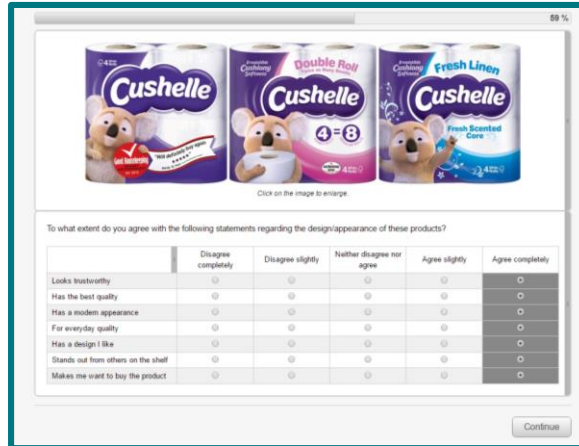 59 %
Cushelle
Double Roll
Cushelle
4=8
Fresh Linen
Cushelle
Fresh Scented
Core
Good Housekeeping
Click on the image to enlarge.
To what extent do you agree with the following statements regarding the design/appearance of these products?
Disagree completely
Disagree slightly
Neither disagree nor agree
Agree slightly
Agree completely
Looks trustworthy
Has the best quality
Has a modern appearance
For everyday quality
Has a design I like
Stands out from others on the shelf
Makes me want to buy the product
Continue